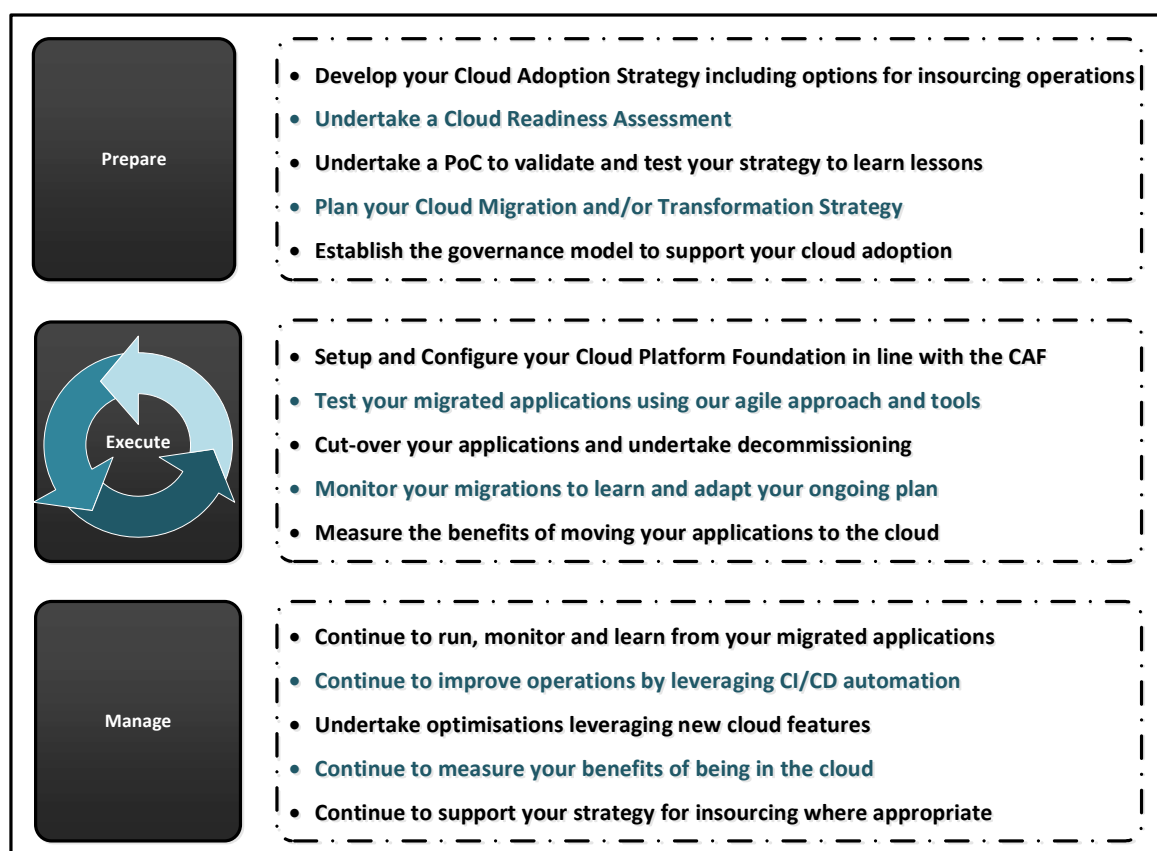 Prepare
• Develop your Cloud Adoption Strategy including options for insourcing operations
• Undertake a Cloud Readiness Assessment
• Undertake a PoC to validate and test your strategy to learn lessons
• Plan your Cloud Migration and/or Transformation Strategy
• Establish the governance model to support your cloud adoption
Execute
• Setup and Configure your Cloud Platform Foundation in line with the CAF
• Test your migrated applications using our agile approach and tools
• Cut-over your applications and undertake decommissioning
• Monitor your migrations to learn and adapt your ongoing plan
• Measure the benefits of moving your applications to the cloud
Manage
• Continue to run, monitor and learn from your migrated applications
• Continue to improve operations by leveraging CI/CD automation
• Undertake optimisations leveraging new cloud features
• Continue to measure your benefits of being in the cloud
• Continue to support your strategy for insourcing where appropriate